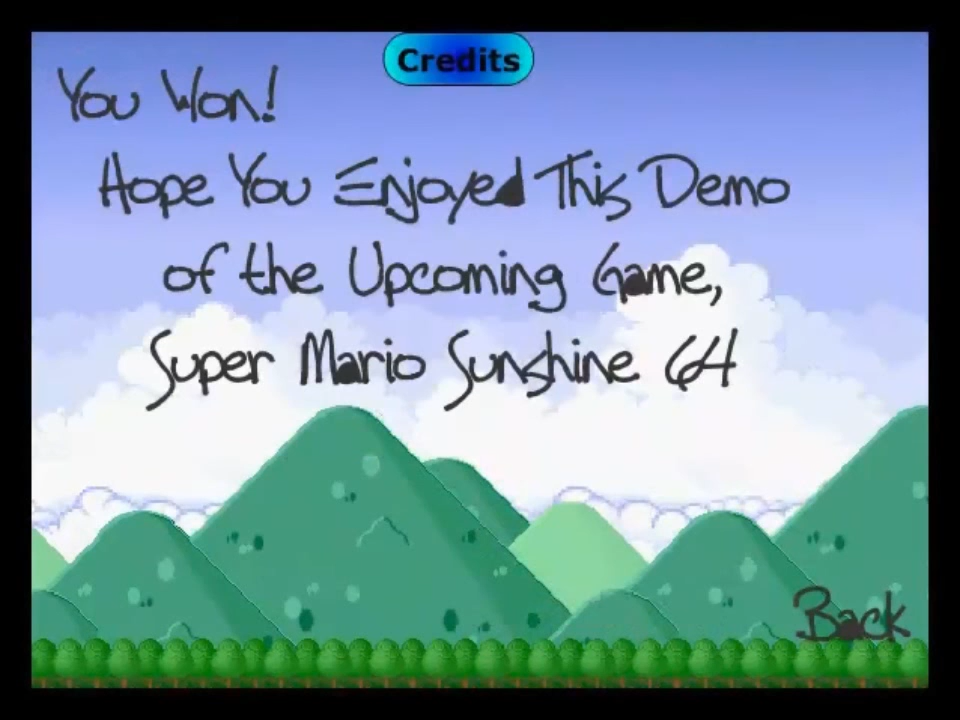 Credits
You Won!
Hope You Enjoyed This Demo
of the Upcoming Game,
Super Mario Sunshine 64
Back